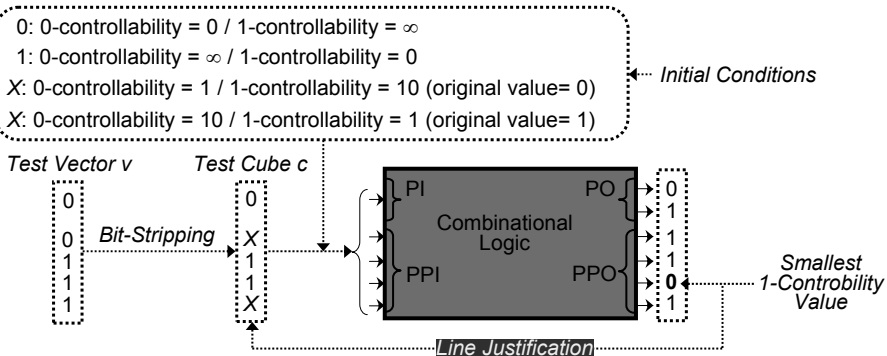 0: 0-controllability = 0 / 1-controllability = ∞
1: 0-controllability = ∞ / 1-controllability = 0
X: 0-controllability = 1 / 1-controllability = 10 (original value= 0)
X: 0-controllability = 10 / 1-controllability = 1 (original value= 1)
Initial Conditions
Test Vector v
Test Cube c
0
0
1
1
1
Bit-Stripping
0
X
1
1
X
PI
PPI
Combinational
Logic
PO
PPO
0
1
1
1
0
1
Smallest
1-Controbility
Value
Line Justification